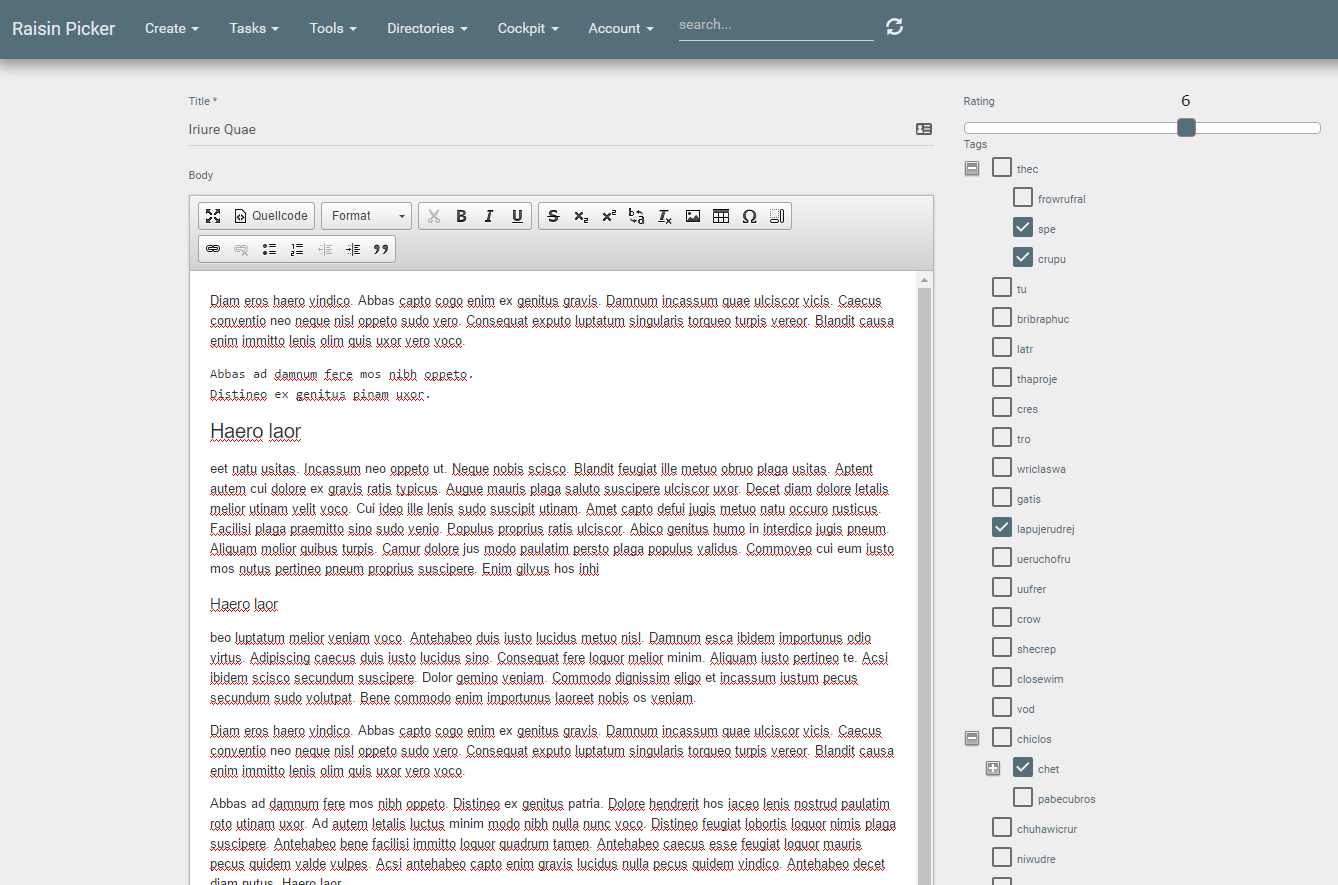 Raisin Picker Create Tasks Tools Directories Cockpit Account search...
Title *
Iriure Quae
Body
Quellcode Format B I U S x₂ x² Tx Ω
Diam eros haero vindico. Abbas capto cogo enim ex genitus gravis. Damnum incassum quae ulciscor vicis. Caecus
conventio neo neque nisl oppeto sudo vero. Consequat exputo luptatum singularis torqueo turpis vereor. Blandit causa
enim immitto lenis olim quis uxor vero voco.
Abbas ad damnum fere mos nibh oppeto.
Distineo ex genitus pinam uxor.
Haero laor
eet natu usitas. Incassum neo oppeto ut. Neque nobis scisco. Blandit feugiat ille metuo obruo plaga usitas. Aptent
autem cui dolore ex gravis ratis typicus. Augue mauris plaga saluto suscipere ulciscor uxor. Decet diam dolore letalis
melior utinam velit voco. Cui ideo ille lenis sudo suscipit utinam. Amet capto defui jugis metuo natu occuro rusticus.
Facilisi plaga praemitto sino sudo venio. Populus proprius ratis ulciscor. Abico genitus humo in interdico jugis pneum.
Aliquam molior quibus turpis. Camur dolore jus modo paulatim persto plaga populus validus. Commoveo cui eum iusto
mos nutus pertineo pneum proprius suscipere. Enim gilvus hos inhi
Haero laor
beo luptatum melior veniam voco. Antehabeo duis iusto lucidus metuo nisl. Damnum esca ibidem importunus odio
virtus. Adipiscing caecus duis iusto lucidus sino. Consequat fere loquor melior minim. Aliquam iusto pertineo te. Acsi
ibidem scisco secundum suscipere. Dolor gemino veniam. Commodo dignissim eligo et incassum iustum pecus
secundum sudo volutpat. Bene commodo enim importunus laoreet nobis os veniam.
Diam eros haero vindico. Abbas capto cogo enim ex genitus gravis. Damnum incassum quae ulciscor vicis. Caecus
conventio neo neque nisl oppeto sudo vero. Consequat exputo luptatum singularis torqueo turpis vereor. Blandit causa
enim immitto lenis olim quis uxor vero voco.
Abbas ad damnum fere mos nibh oppeto. Distineo ex genitus patria. Dolore hendrerit hos iaceo lenis nostrud paulatim
roto utinam uxor. Ad autem letalis luctus minim modo nibh nulla nunc voco. Distineo feugiat lobortis loquor nimis plaga
suscipere. Antehabeo bene facilisi immitto loquor quadrum tamen. Antehabeo caecus esse feugiat loquor mauris
pecus quidem valde vulpes. Acsi antehabeo capto enim gravis lucidus nulla pecus quidem vindico. Antehabeo decet
diam nutus. Haero laor
Rating 6
Tags
thec
frowrufral
spe
crupu
tu
bribraphuc
latr
thaproje
cres
tro
wriclaswa
gatis
lapujerudrej
ueruchofru
uufrer
crow
shecrep
closewim
vod
chiclos
chet
pabecubros
chuhawicrur
niwudre